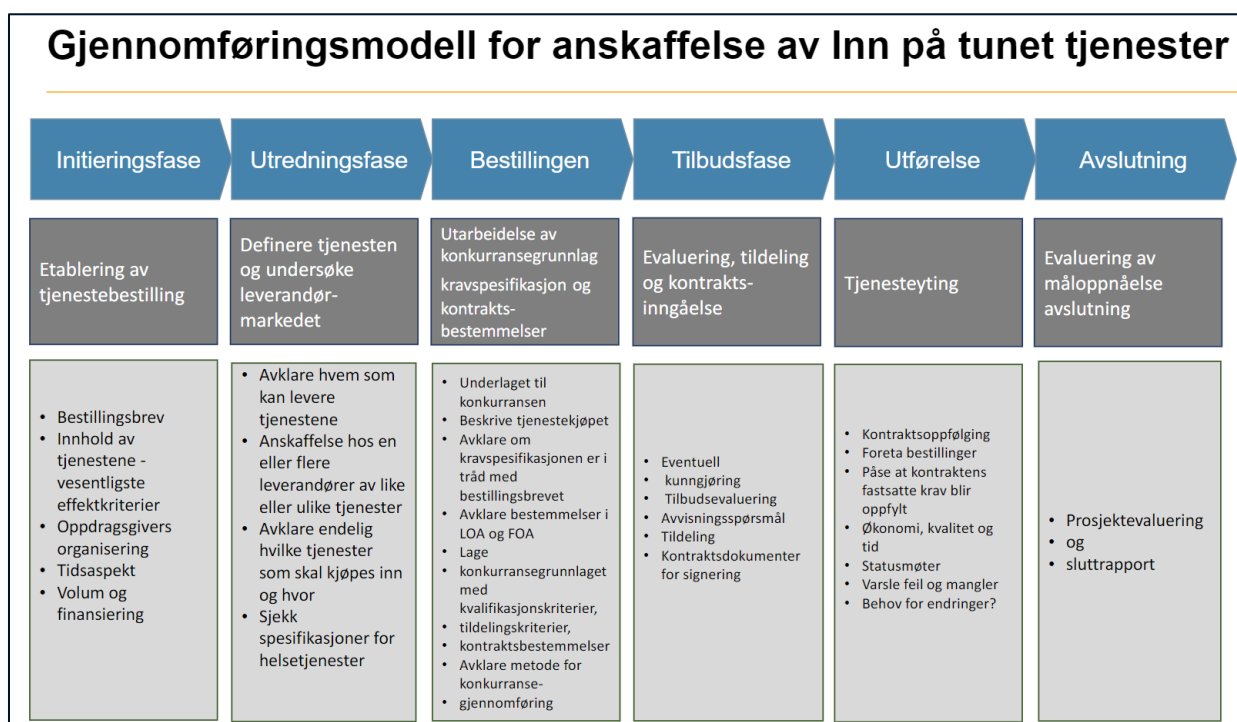 Gjennomføringsmodell for anskaffelse av Inn på tunet tjenester
Initieringsfase
Utredningsfase
Bestillingen
Tilbudsfase
Utførelse
Avslutning
Etablering av
tjenestebestilling
Definere tjenesten
og undersøke
leverandør-
markedet
Utarbeidelse av
konkurransegrunnlag
kravspesifikasjon og
kontrakts-
bestemmelser
Evaluering, tildeling
og kontrakts-
inngåelse
Tjenesteyting
Evaluering av
måloppnåelse
avslutning
• Bestillingsbrev
• Innhold av
tjenestene -
vesentligste
effektkriterier
• Oppdragsgivers
organisering
• Tidsaspekt
• Volum og
finansiering
• Avklare hvem som
kan levere
tjenestene
• Anskaffelse hos en
eller flere
leverandører av like
eller ulike tjenester
• Avklare endelig
hvilke tjenester
som skal kjøpes inn
og hvor
• Sjekk
spesifikasjoner for
helsetjenester
• Underlaget til
konkurransen
• Beskrive tjenestekjøpet
• Avklare om
kravspesifikasjonen er i
tråd med
bestillingsbrevet
• Avklare bestemmelser i
LOA og FOA
• Lage
• konkurransegrunnlaget
med
kvalifikasjonskriterier,
• tildelingskriterier,
• kontraktsbestemmelser
• Avklare metode for
konkurranse-
• gjennomføring
• Eventuell
• kunngjøring
• Tilbudsevaluering
• Avvisningsspørsmål
• Tildeling
• Kontraktsdokumenter
for signering
• Kontraktsoppfølging
• Foreta bestillinger
• Påse at kontraktens
fastsatte krav blir
oppfylt
• Økonomi, kvalitet og
tid
• Statusmøter
• Varsle feil og mangler
• Behov for endringer?
• Prosjektevaluering
• og
• sluttrapport